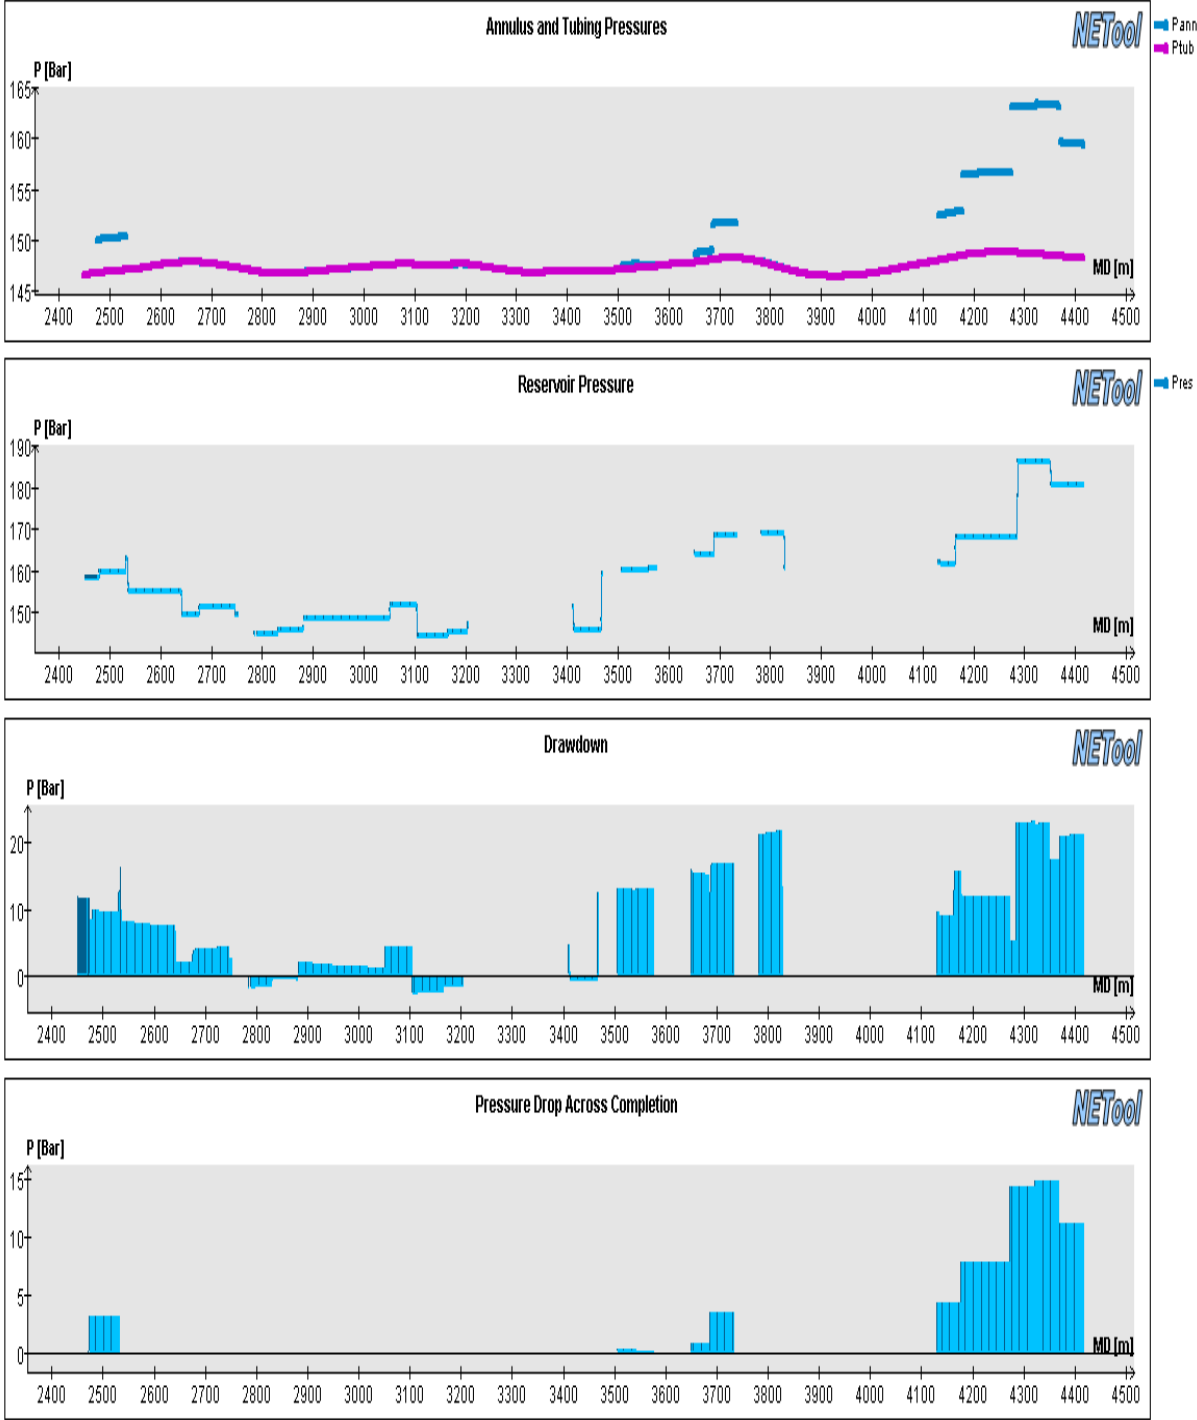 Annulus and Tubing Pressures
NETool
Pann
Ptub
P [Bar]
165
160
155
150
145
MD [m]
2400 2500 2600 2700 2800 2900 3000 3100 3200 3300 3400 3500 3600 3700 3800 3900 4000 4100 4200 4300 4400 4500
Reservoir Pressure
NETool
Pres
P [Bar]
190
180
170
160
150
MD [m]
2400 2500 2600 2700 2800 2900 3000 3100 3200 3300 3400 3500 3600 3700 3800 3900 4000 4100 4200 4300 4400 4500
Drawdown
NETool
P [Bar]
20
10
0
MD [m]
2400 2500 2600 2700 2800 2900 3000 3100 3200 3300 3400 3500 3600 3700 3800 3900 4000 4100 4200 4300 4400 4500
Pressure Drop Across Completion
NETool
P [Bar]
15
10
5
0
MD [m]
2400 2500 2600 2700 2800 2900 3000 3100 3200 3300 3400 3500 3600 3700 3800 3900 4000 4100 4200 4300 4400 4500